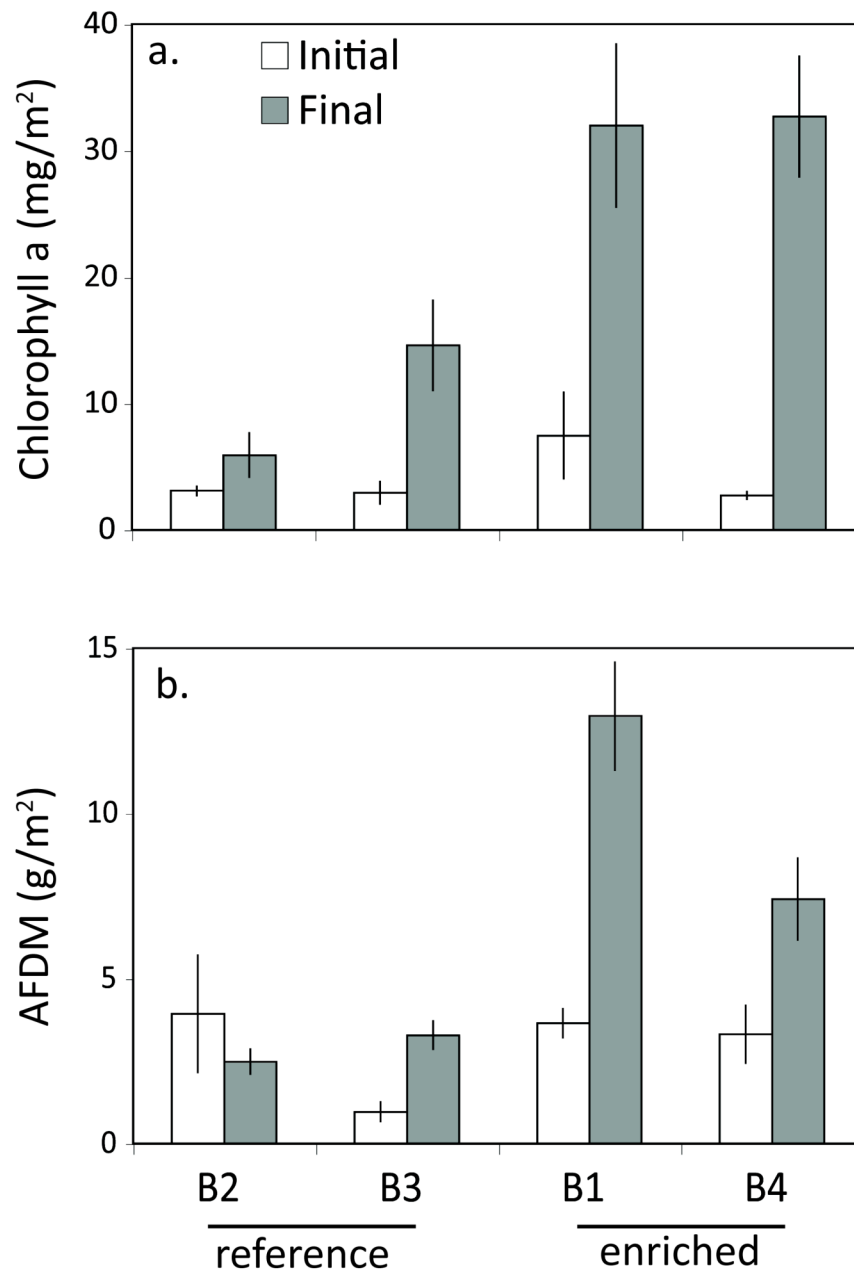 a.
Initial
Final
Chlorophyll a (mg/m²)
40
30
20
10
0
b.
AFDM (g/m²)
15
10
5
0
B2 B3 B1 B4
reference enriched